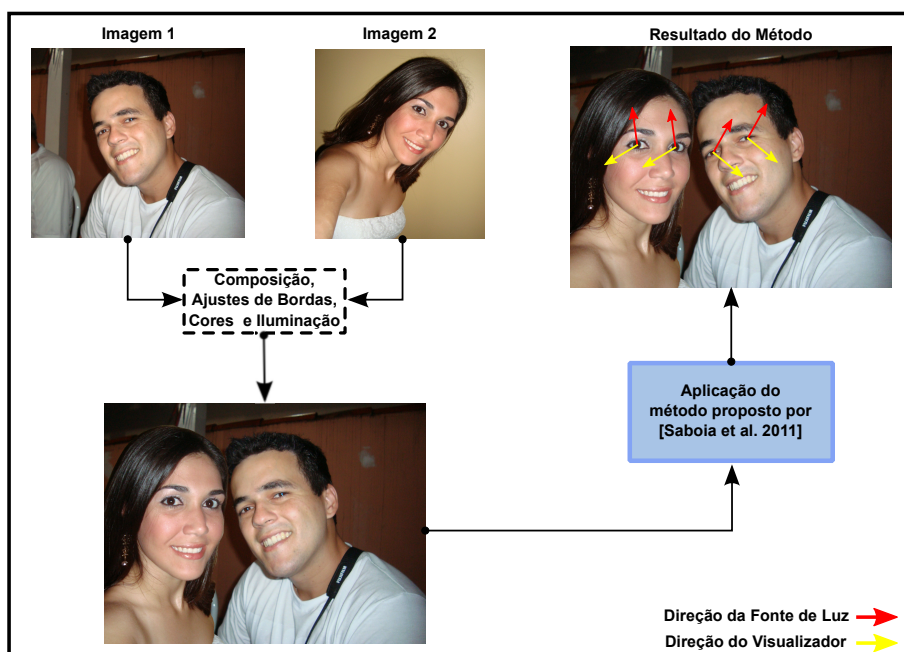 Imagem 1
Imagem 2
Resultado do Método
Composição,
Ajustes de Bordas,
Cores e Iluminação
Aplicação do
método proposto por
[Saboia et al. 2011]
Direção da Fonte de Luz
Direção do Visualizador